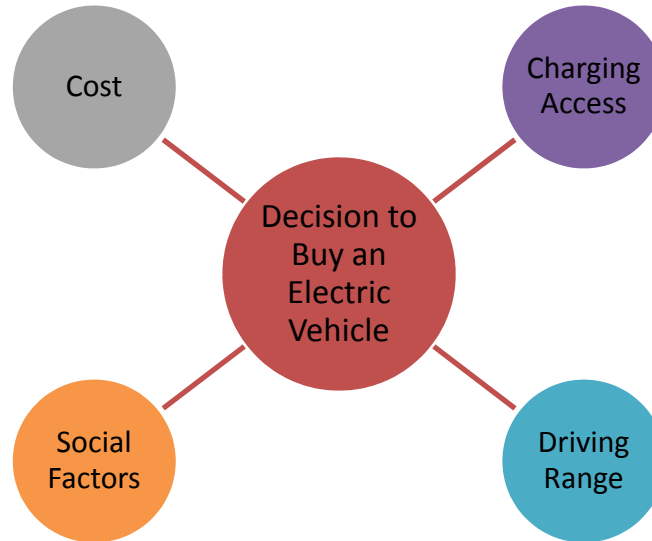 Cost
Charging
Access
Decision to
Buy an
Electric
Vehicle
Social
Factors
Driving
Range